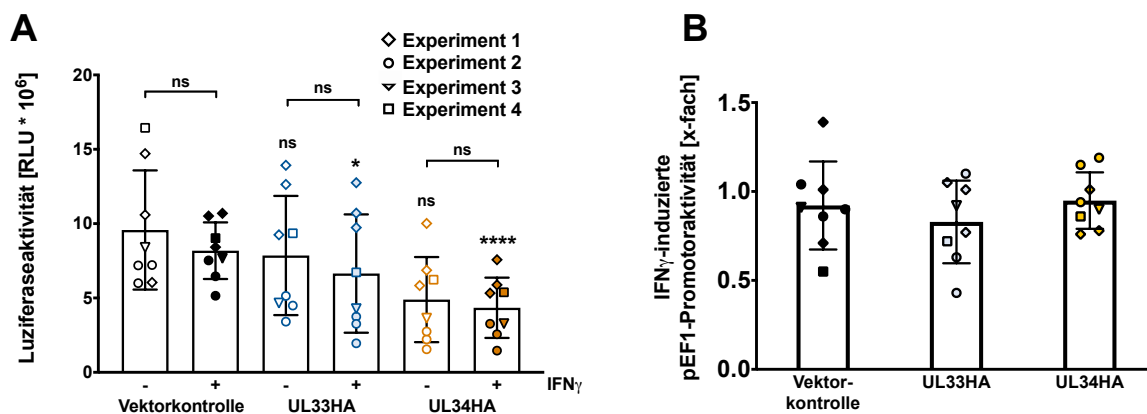 A
Experiment 1
Experiment 2
Experiment 3
Experiment 4
Luziferaseaktivität [RLU * 10⁶]
20
15
10
5
0
ns
ns
ns
ns
*
ns
****
- + - + - + IFNγ
Vektorkontrolle UL33HA UL34HA
B
IFNγ-induzierte
pEF1-Promotoraktivität [x-fach]
1.5
1.0
0.5
0.0
Vektor-
kontrolle
UL33HA
UL34HA